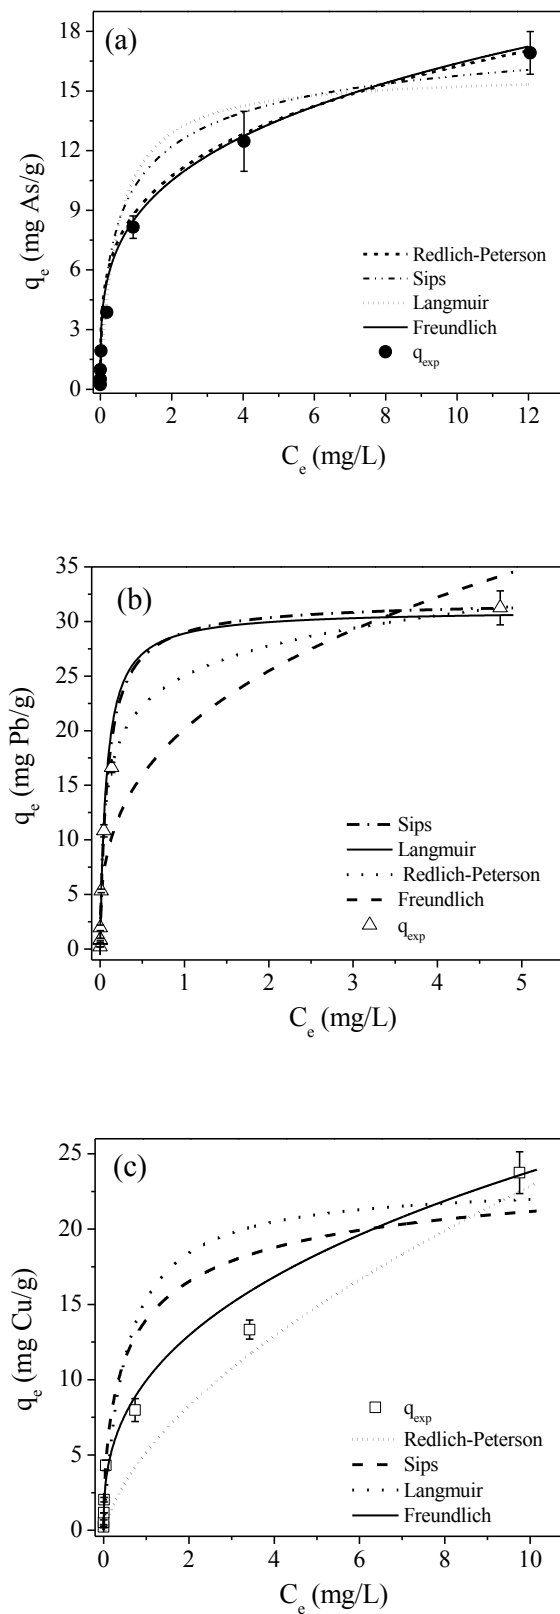 (a)
18
15
12
9
6
3
0
q_e (mg As/g)
Redlich-Peterson
Sips
Langmuir
Freundlich
q_exp
0 2 4 6 8 10 12
C_e (mg/L)
(b)
35
30
25
20
15
10
5
0
q_e (mg Pb/g)
Sips
Langmuir
Redlich-Peterson
Freundlich
q_exp
0 1 2 3 4 5
C_e (mg/L)
(c)
25
20
15
10
5
0
q_e (mg Cu/g)
q_exp
Redlich-Peterson
Sips
Langmuir
Freundlich
0 2 4 6 8 10
C_e (mg/L)